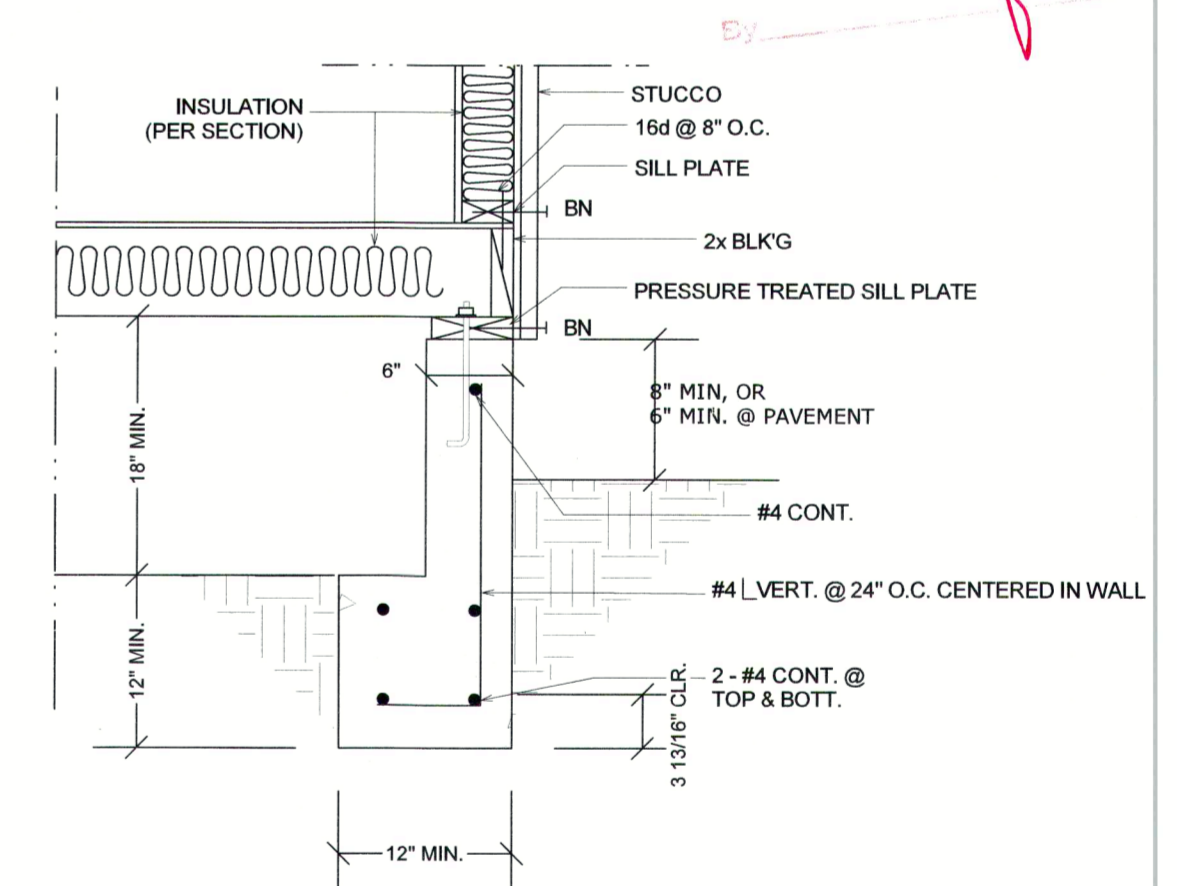 By
INSULATION
(PER SECTION)
STUCCO
16d @ 8" O.C.
SILL PLATE
BN
2x BLK'G
PRESSURE TREATED SILL PLATE
BN
6"
8" MIN, OR
6" MIN. @ PAVEMENT
18" MIN.
#4 CONT.
#4 VERT. @ 24" O.C. CENTERED IN WALL
12" MIN.
2 - #4 CONT. @
TOP & BOTT.
3 13/16" CLR.
12" MIN.